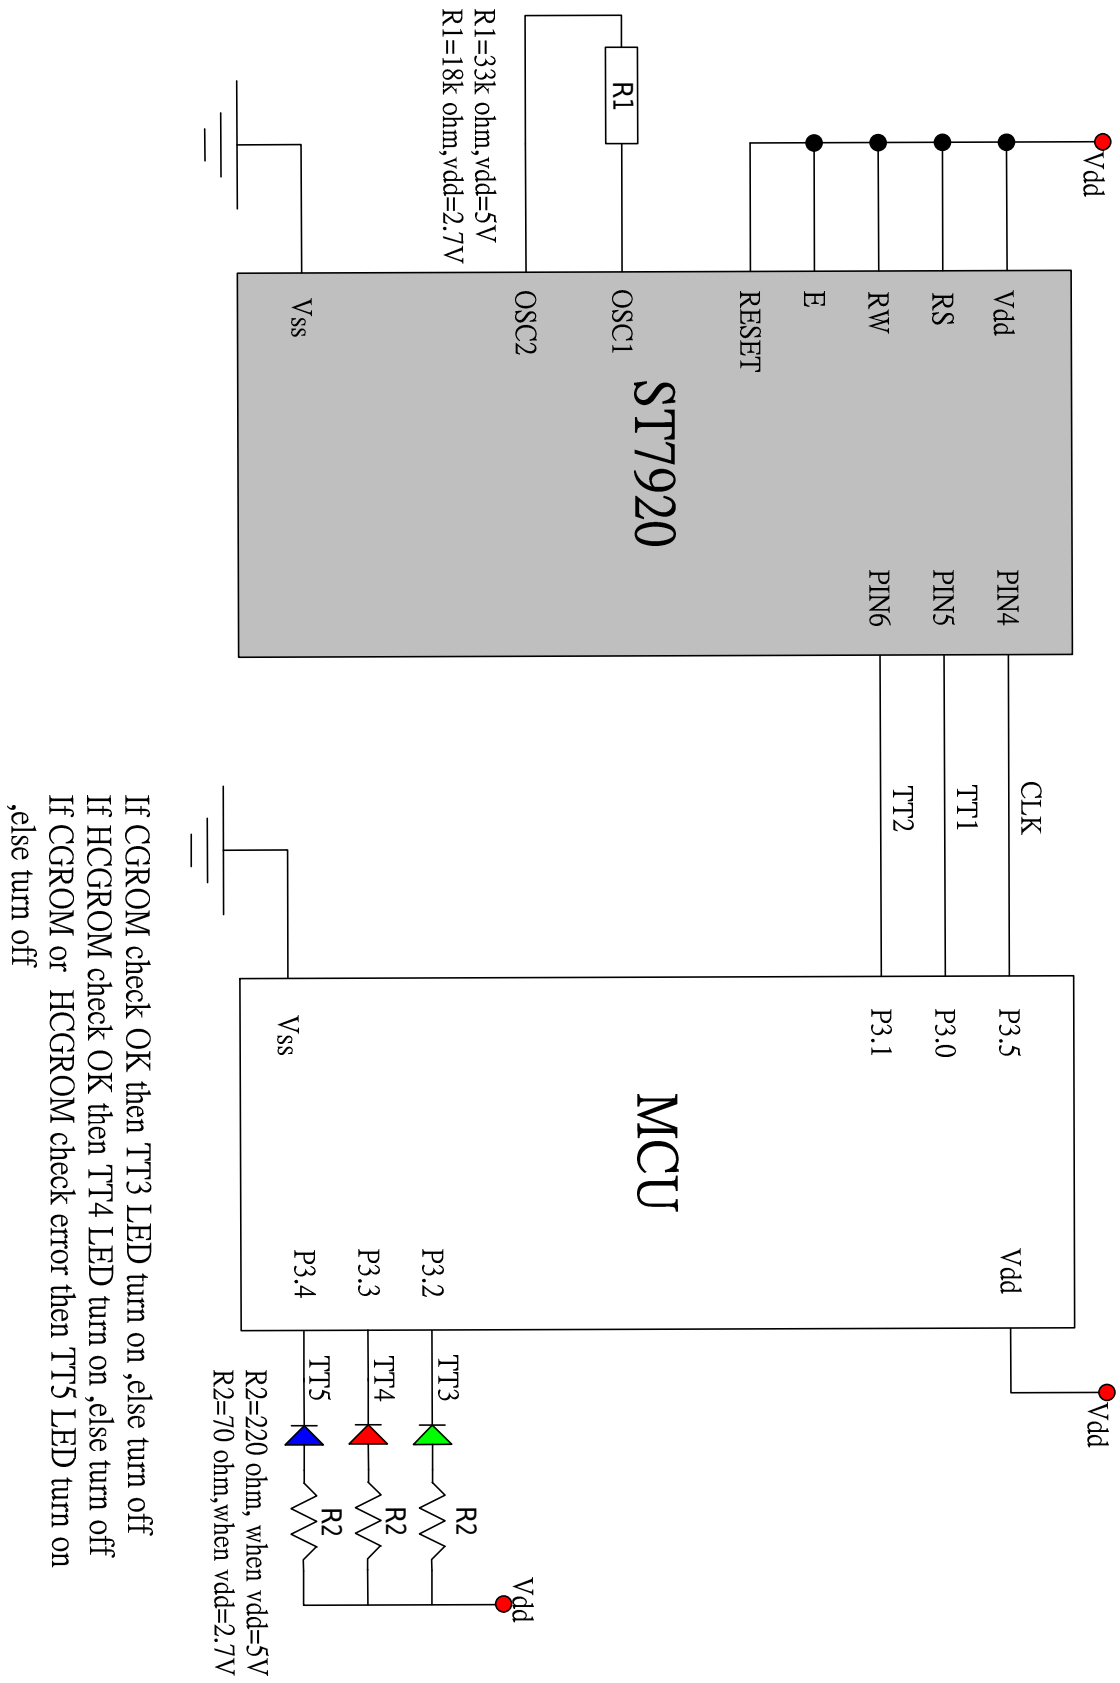 Vdd
Vdd
RS
RW
E
RESET
OSC1
OSC2
Vss
ST7920
PIN4
PIN5
PIN6
R1
R1=33k ohm,vdd=5V
R1=18k ohm,vdd=2.7V
CLK
TT1
TT2
P3.5
P3.0
P3.1
Vss
MCU
Vdd
Vdd
P3.2
P3.3
P3.4
TT3
TT4
TT5
R2
R2
R2
Vdd
R2=220 ohm, when vdd=5V
R2=70 ohm,when vdd=2.7V
If CGROM check OK then TT3 LED turn on ,else turn off
If HCGROM check OK then TT4 LED turn on ,else turn off
If CGROM or HCGROM check error then TT5 LED turn on
,else turn off